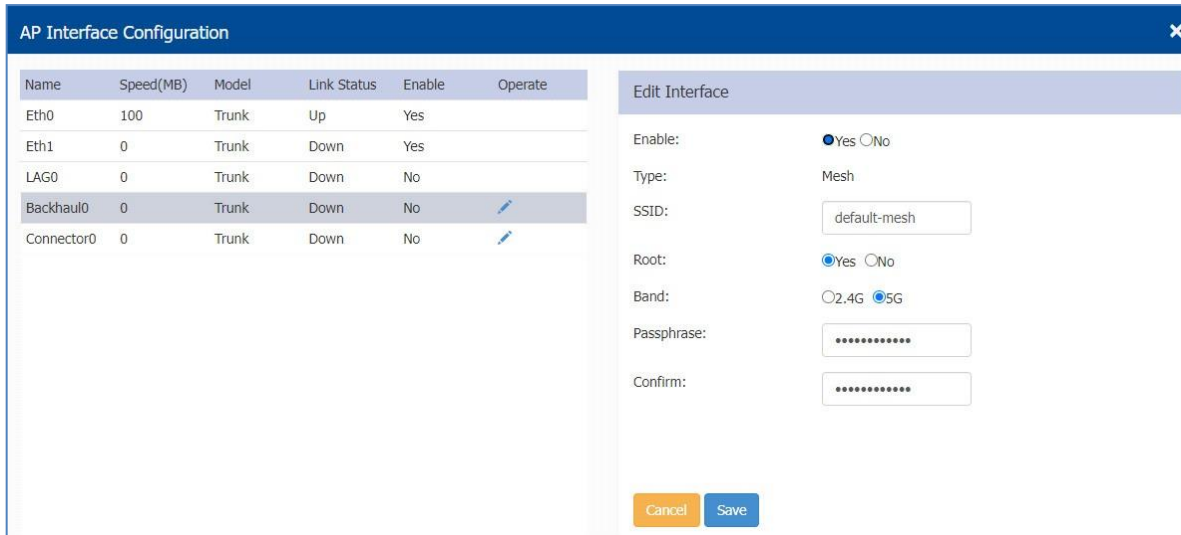 AP Interface Configuration
Name Speed(MB) Model Link Status Enable Operate
Eth0 100 Trunk Up Yes
Eth1 0 Trunk Down Yes
LAG0 0 Trunk Down No
Backhaul0 0 Trunk Down No
Connector0 0 Trunk Down No
Edit Interface
Enable: Yes No
Type: Mesh
SSID: default-mesh
Root: Yes No
Band: 2.4G 5G
Passphrase: ••••••••••••
Confirm: ••••••••••••
Cancel Save